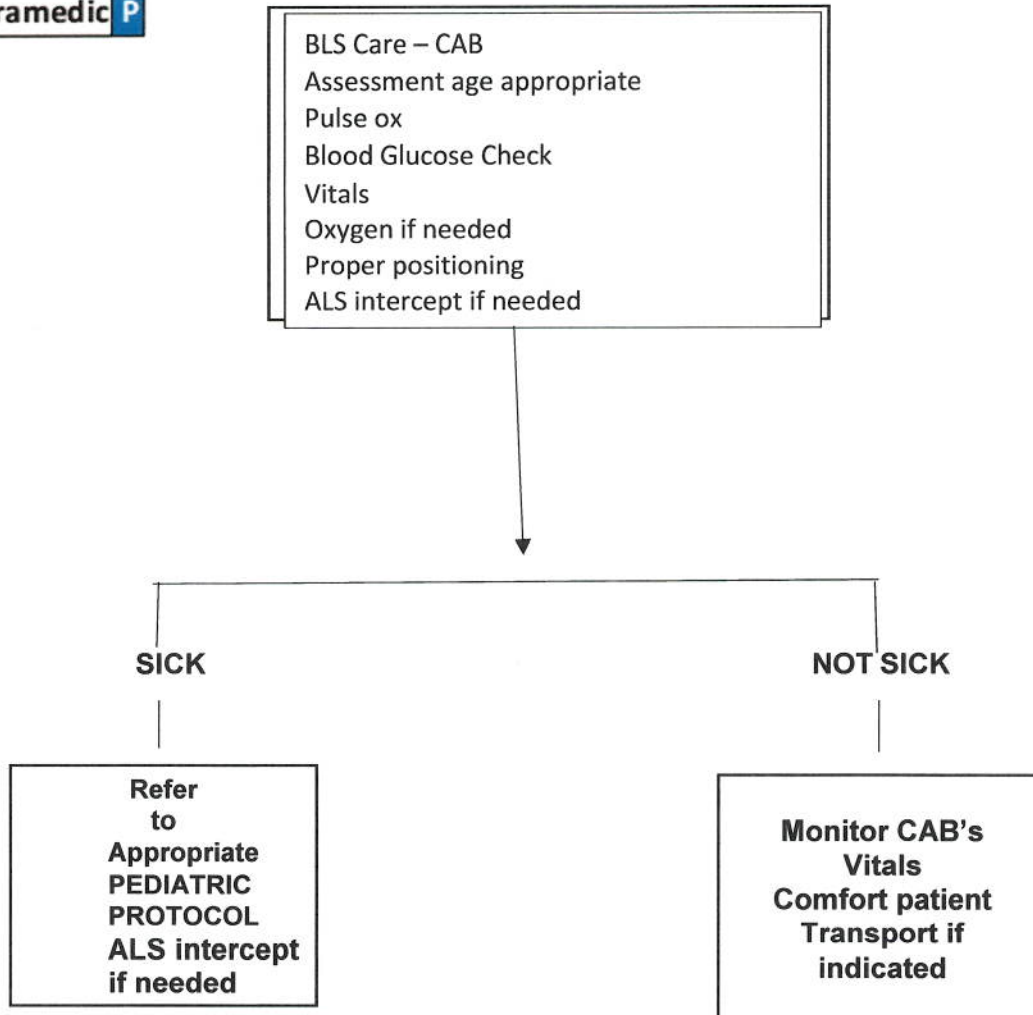 ramedic P
BLS Care – CAB
Assessment age appropriate
Pulse ox
Blood Glucose Check
Vitals
Oxygen if needed
Proper positioning
ALS intercept if needed
SICK
NOT SICK
Refer
to
Appropriate
PEDIATRIC
PROTOCOL
ALS intercept
if needed
Monitor CAB's
Vitals
Comfort patient
Transport if
indicated